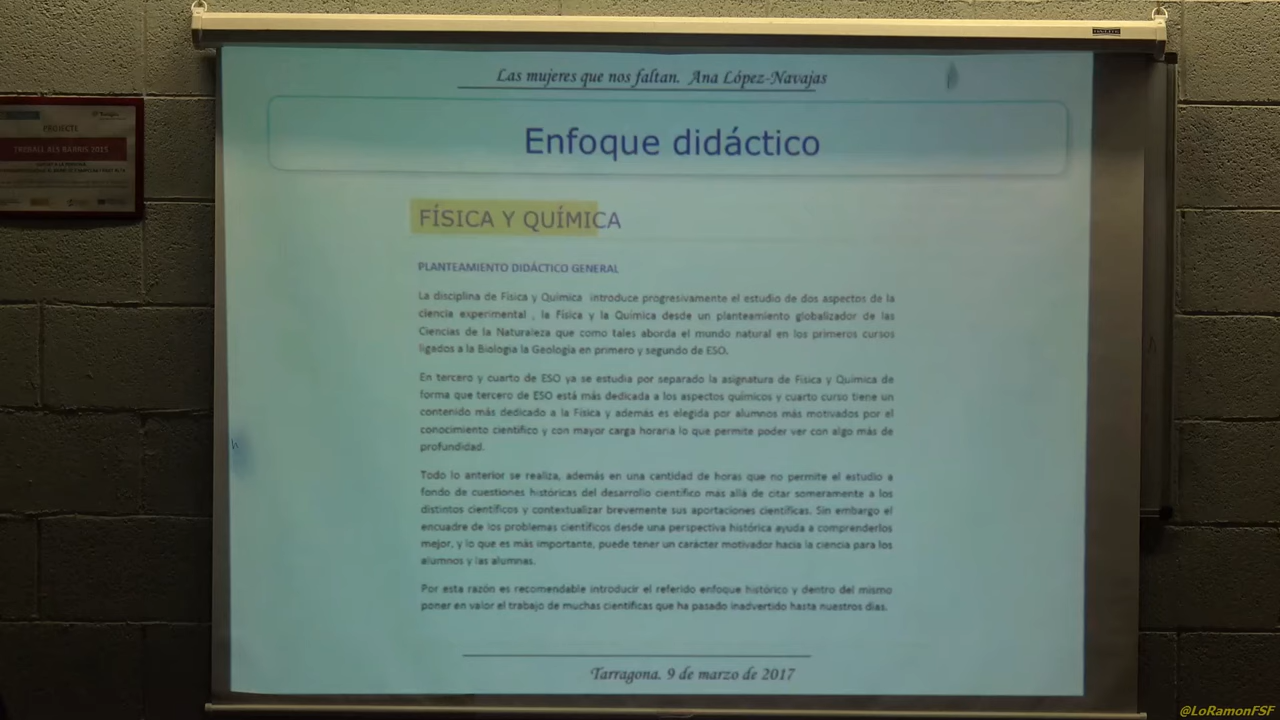 Las mujeres que nos faltan. Ana López-Navajas
Enfoque didáctico
FÍSICA Y QUÍMICA
PLANTEAMIENTO DIDÁCTICO GENERAL
La disciplina de Física y Química introduce progresivamente el estudio de dos aspectos de la
ciencia experimental , la Física y la Química desde un planteamiento globalizador de las
Ciencias de la Naturaleza que como tales aborda el mundo natural en los primeros cursos
ligados a la Biología la Geología en primero y segundo de ESO.
En tercero y cuarto de ESO ya se estudia por separado la asignatura de Física y Química de
forma que tercero de ESO está más dedicada a los aspectos químicos y cuarto curso tiene un
contenido más dedicado a la Física y además es elegida por alumnos más motivados por el
conocimiento científico y con mayor carga horaria lo que permite poder ver con algo más de
profundidad.
Todo lo anterior se realiza, además en una cantidad de horas que no permite el estudio a
fondo de cuestiones históricas del desarrollo científico más allá de citar someramente a los
distintos científicos y contextualizar brevemente sus aportaciones científicas. Sin embargo el
encuadre de los problemas científicos desde una perspectiva histórica ayuda a comprenderlos
mejor, y lo que es más importante, puede tener un carácter motivador hacia la ciencia para los
alumnos y las alumnas.
Por esta razón es recomendable introducir el referido enfoque histórico y dentro del mismo
poner en valor el trabajo de muchas científicas que ha pasado inadvertido hasta nuestros días.
Tarragona. 9 de marzo de 2017
PROJECTE
TREBALL ALS BARRIS 2015
@LoRamonFSF